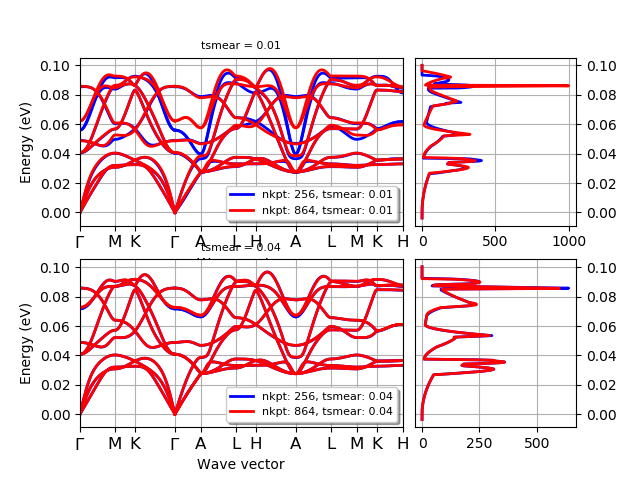 tsmear = 0.01
Energy (eV)
0.10
0.08
0.06
0.04
0.02
0.00
nkpt: 256, tsmear: 0.01
nkpt: 864, tsmear: 0.01
Γ M K Γ A L H A L M K H
0.10
0.08
0.06
0.04
0.02
0.00
0 500 1000
tsmear = 0.04
Energy (eV)
0.10
0.08
0.06
0.04
0.02
0.00
nkpt: 256, tsmear: 0.04
nkpt: 864, tsmear: 0.04
Γ M K Γ A L H A L M K H
Wave vector
0.10
0.08
0.06
0.04
0.02
0.00
0 250 500